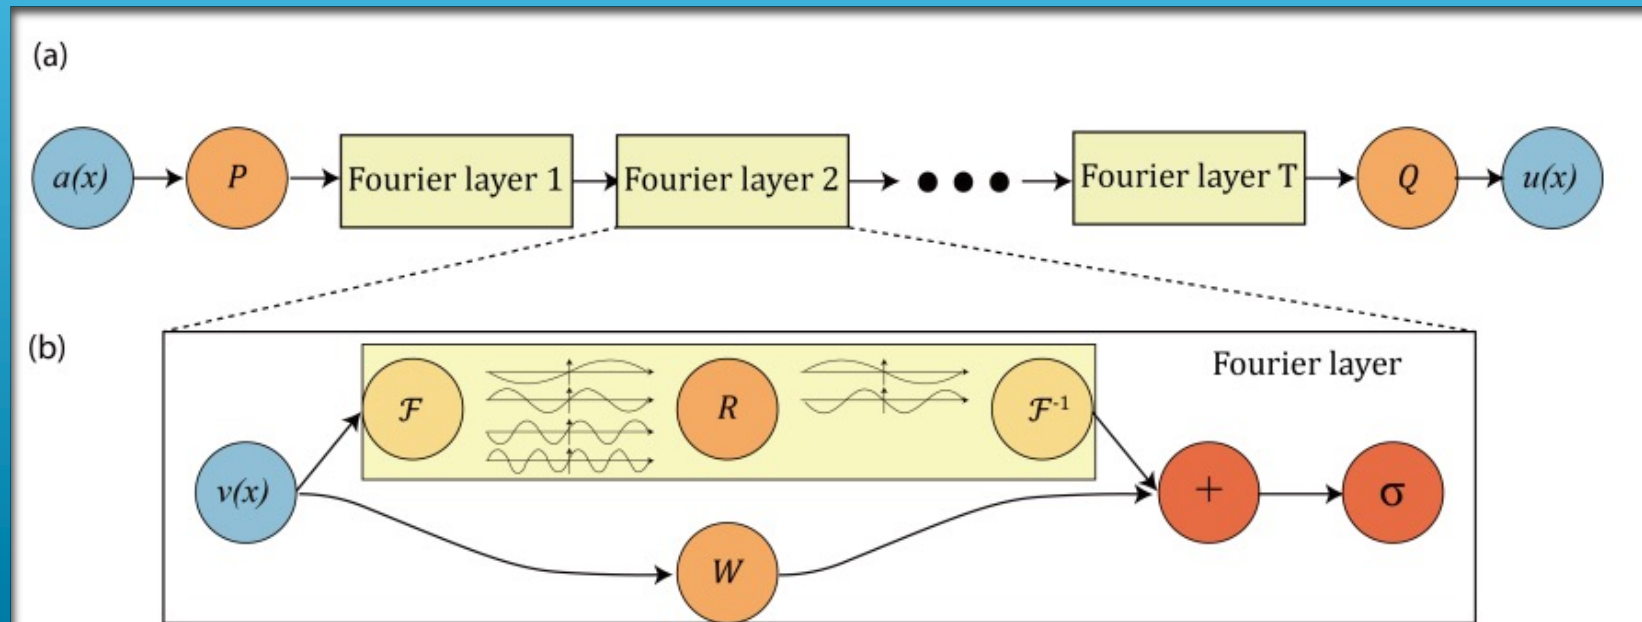 (a)
a(x) P Fourier layer 1 Fourier layer 2 ●●● Fourier layer T Q u(x)
(b)
Fourier layer
ℱ R ℱ⁻¹
v(x) + σ
W